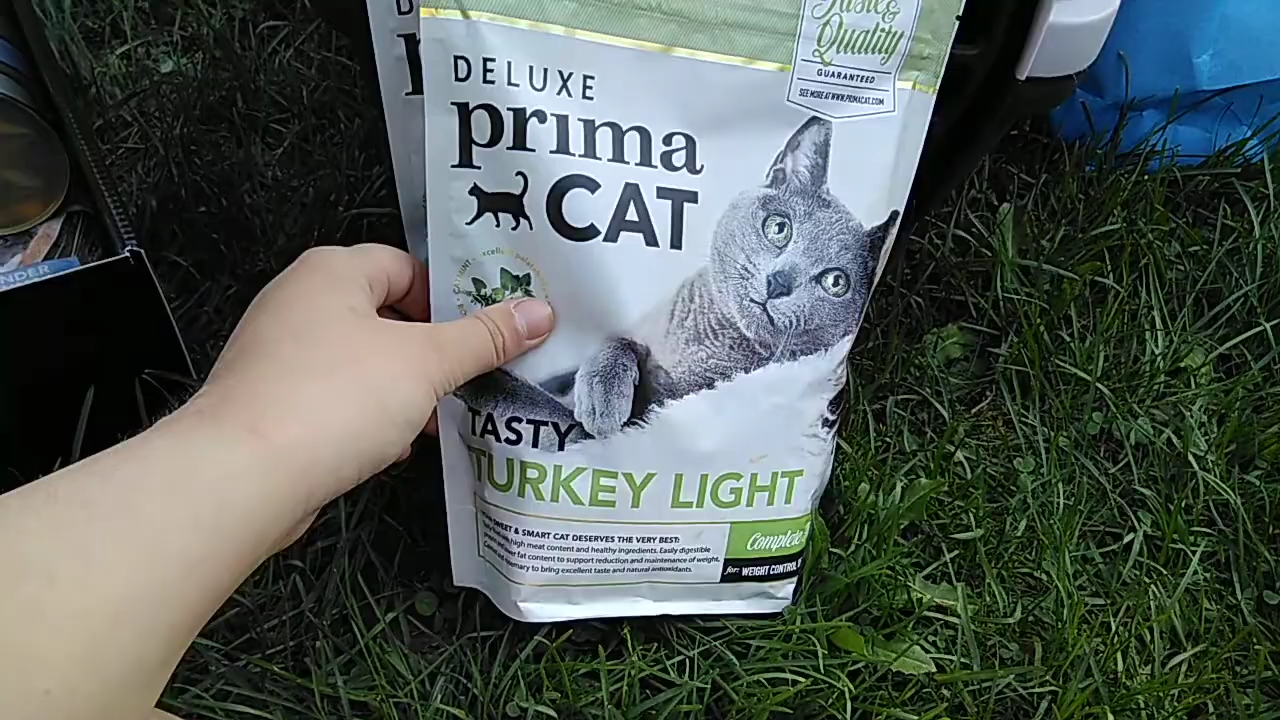 Taste &
Quality
GUARANTEED
SEE MORE AT WWW.PRIMACAT.COM
DELUXE
prima
CAT
TASTY
TURKEY LIGHT
SWEET & SMART CAT DESERVES THE VERY BEST:
high meat content and healthy ingredients. Easily digestible
fat content to support reduction and maintenance of weight.
rosemary to bring excellent taste and natural antioxidants.
Complete
for: WEIGHT CONTROL
NDER